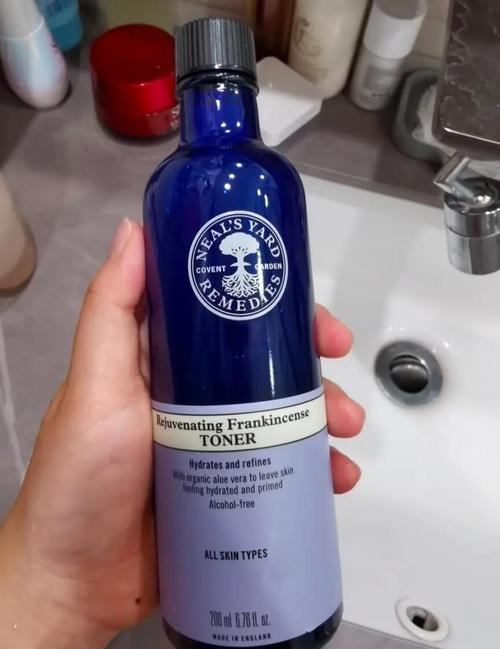 NEAL'S YARD
COVENT GARDEN
REMEDIES
Rejuvenating Frankincense
TONER
Hydrates and refines
With organic aloe vera to leave skin
feeling hydrated and primed
Alcohol-free
ALL SKIN TYPES
200 ml 6.76 fl. oz.
MADE IN ENGLAND